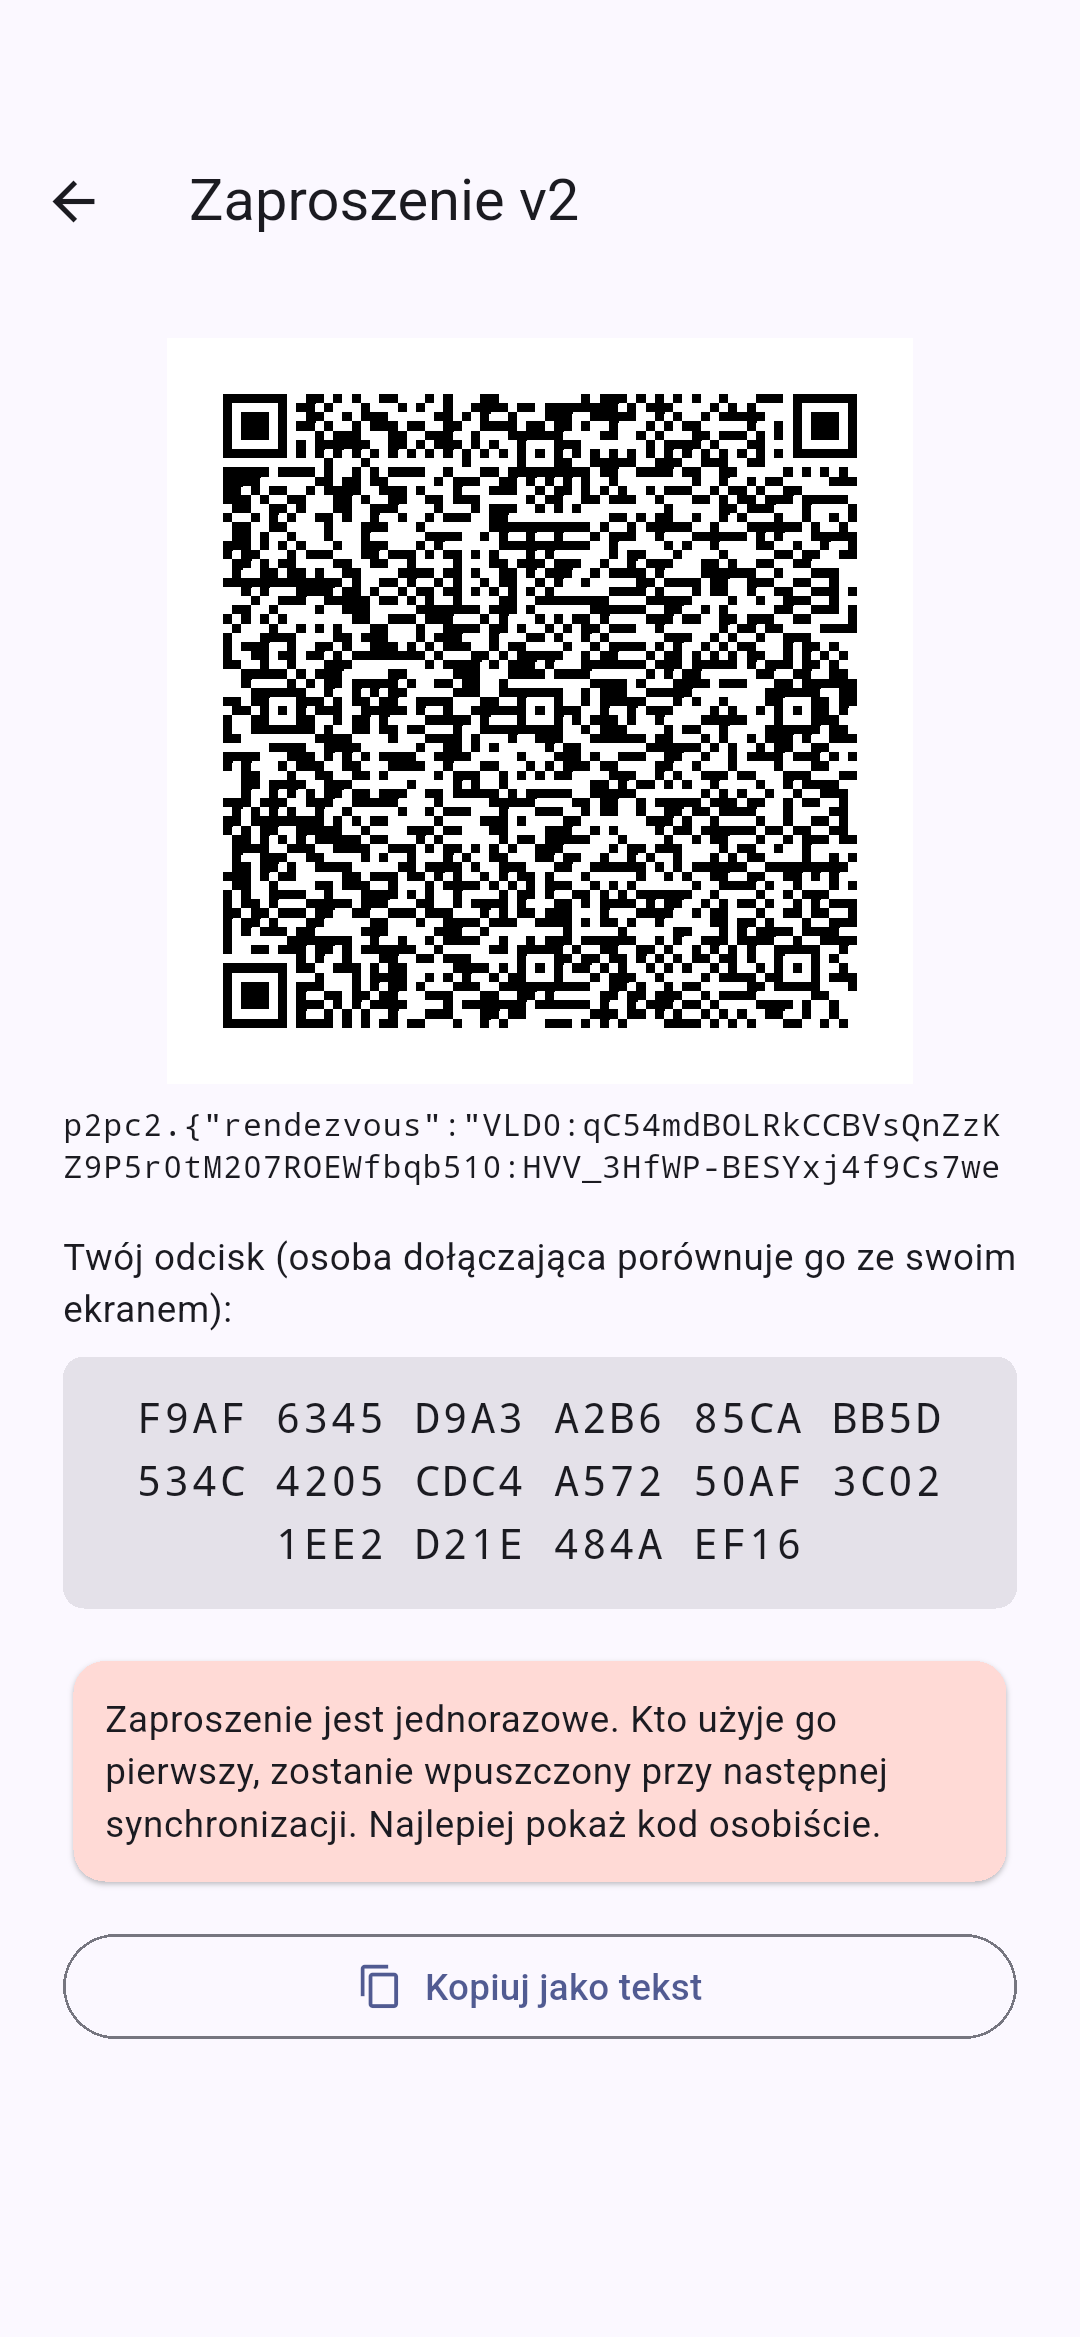 Zaproszenie v2
p2pc2.{"rendezvous":"VLDO:qC54mdBOLRkCCBVsQnZzK
Z9P5rOtM2O7ROEWfbqb51O:HVV_3HfWP-BESYxj4f9Cs7we
Twój odcisk (osoba dołączająca porównuje go ze swoim
ekranem):
F9AF 6345 D9A3 A2B6 85CA BB5D
534C 4205 CDC4 A572 50AF 3C02
1EE2 D21E 484A EF16
Zaproszenie jest jednorazowe. Kto użyje go
pierwszy, zostanie wpuszczony przy następnej
synchronizacji. Najlepiej pokaż kod osobiście.
Kopiuj jako tekst